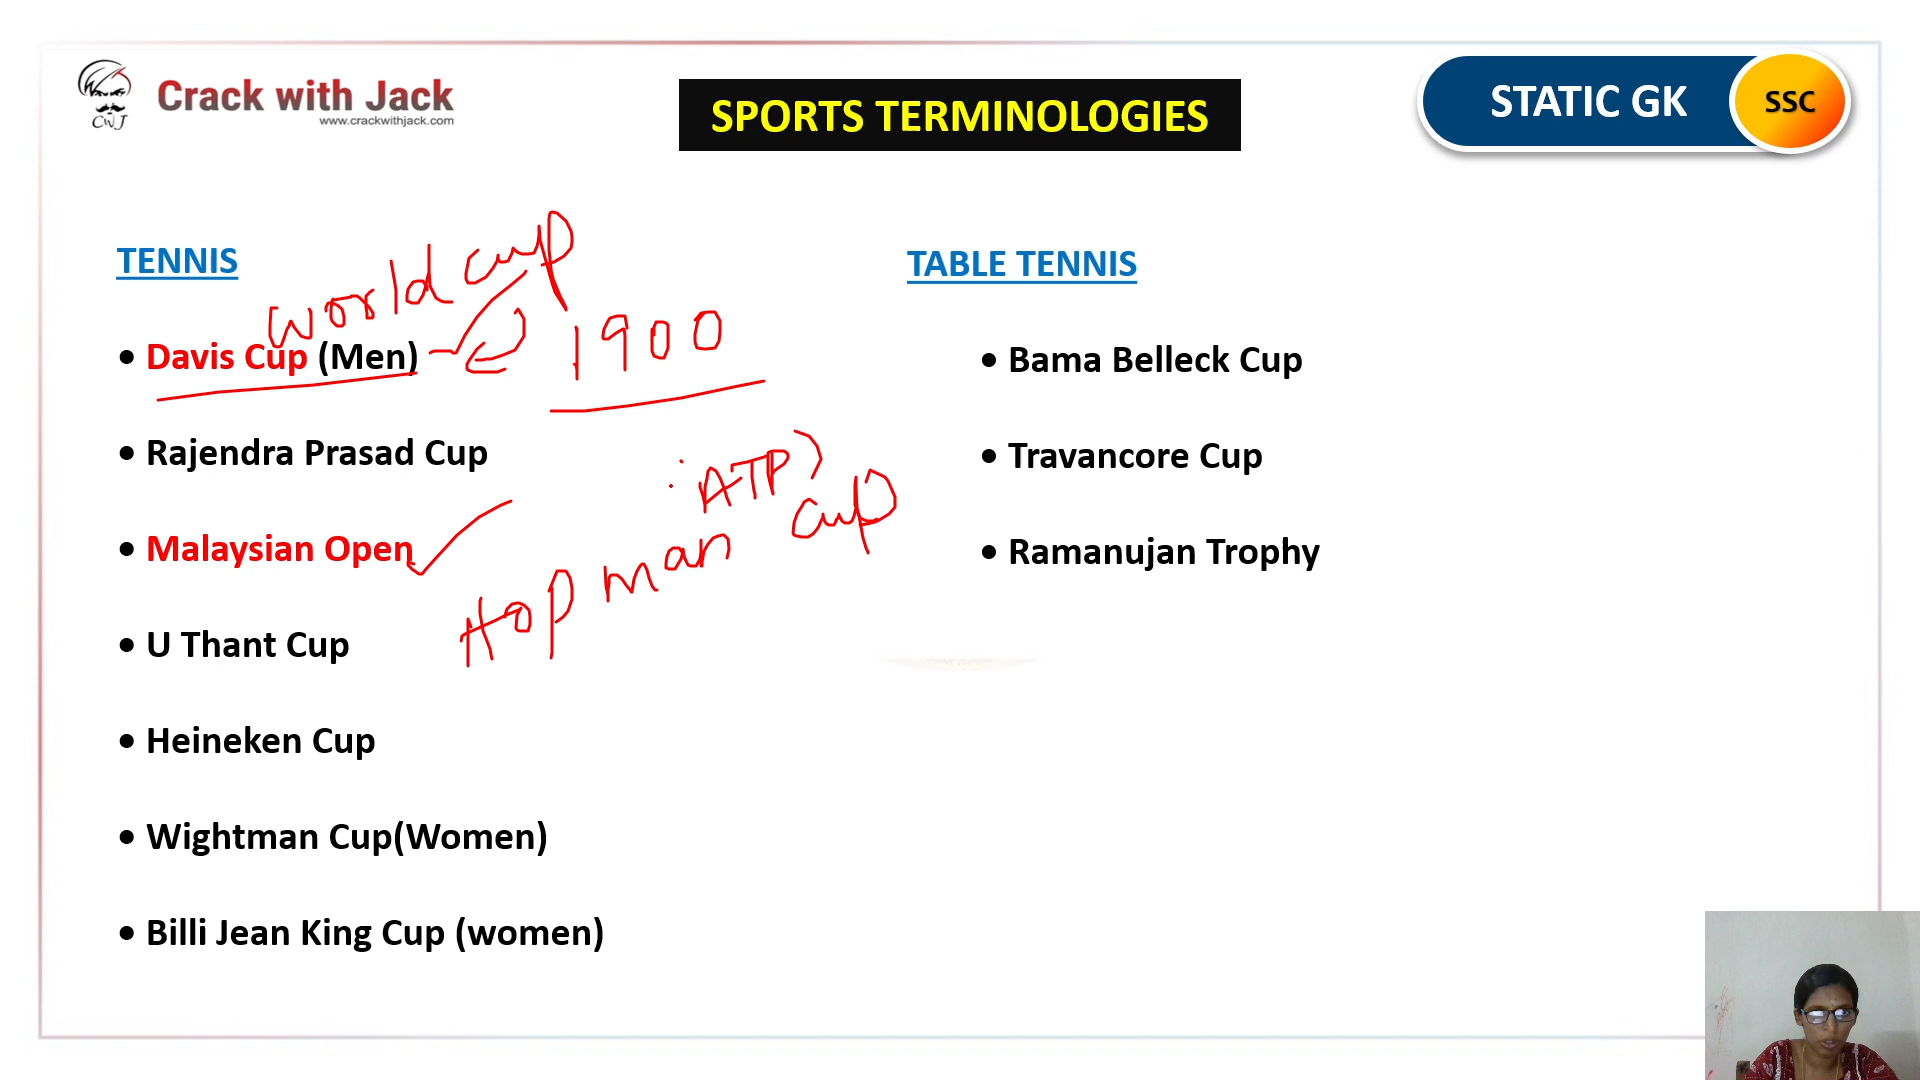 Crack with Jack
www.crackwithjack.com
CWJ
SPORTS TERMINOLOGIES
STATIC GK
SSC
TENNIS
world cup
• Davis Cup (Men)
1900
• Rajendra Prasad Cup
• Malaysian Open
ATP)
Hopman cup
• U Thant Cup
• Heineken Cup
• Wightman Cup(Women)
• Billi Jean King Cup (women)
TABLE TENNIS
• Bama Belleck Cup
• Travancore Cup
• Ramanujan Trophy